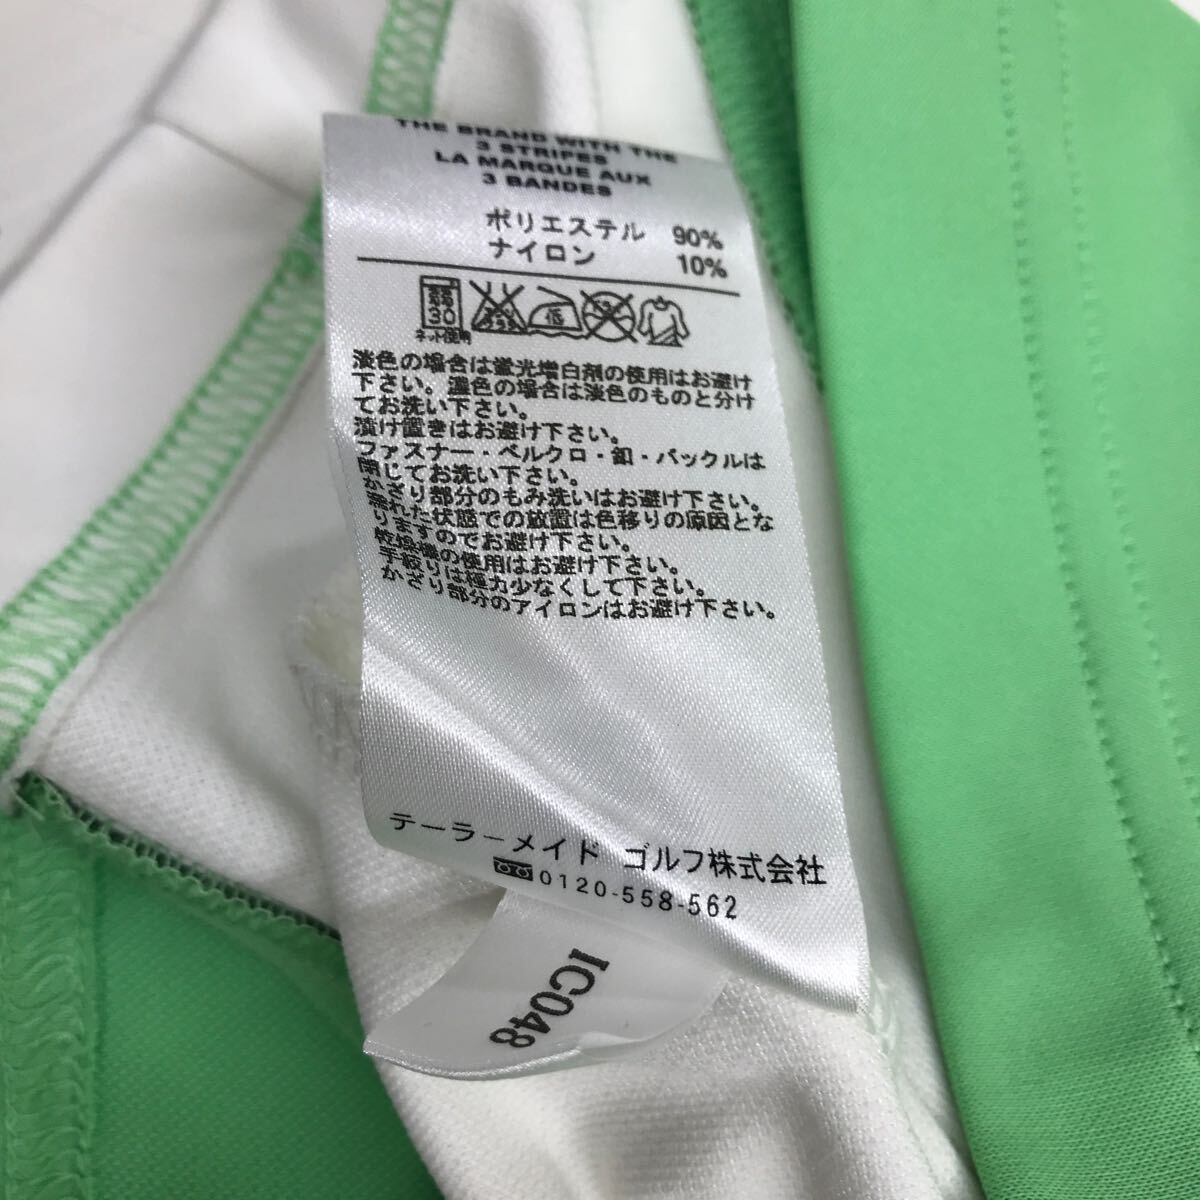 THE BRAND WITH THE
3 STRIPES
LA MARQUE AUX
3 BANDES
ポリエステル 90%
ナイロン 10%
30
低
ネット使用
淡色の場合は蛍光増白剤の使用はお避け
下さい。濃色の場合は淡色のものと分け
てお洗い下さい。
漬け置きはお避け下さい。
ファスナー・ベルクロ・釦・バックルは
閉じてお洗い下さい。
かざり部分のもみ洗いはお避け下さい。
濡れた状態での放置は色移りの原因とな
りますのでお避け下さい。
乾燥機の使用はお避け下さい。
手絞りは極力少なくして下さい。
かざり部分のアイロンはお避け下さい。
テーラーメイド ゴルフ株式会社
0120-558-562
IC048